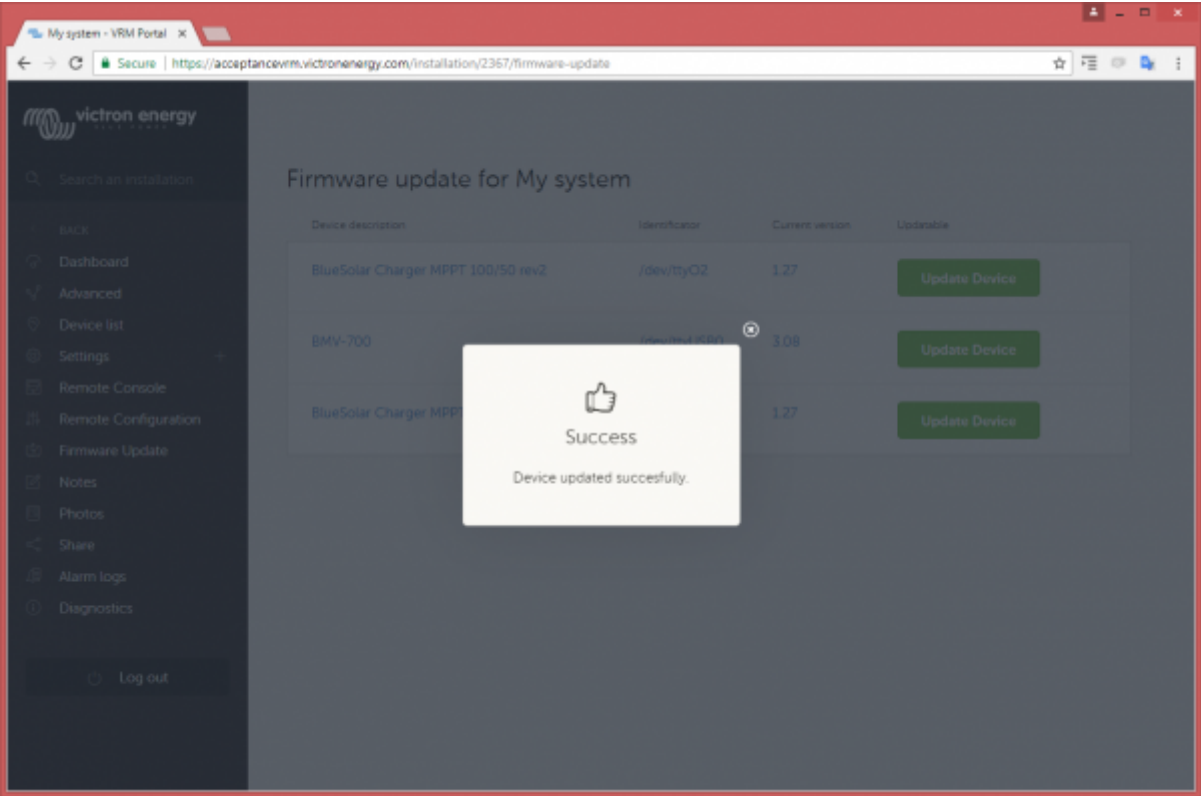 My system - VRM Portal
Secure
https://acceptancevrm.victronenergy.com/installation/2367/firmware-update
victron energy
BLUE POWER
Search an installation
BACK
Dashboard
Advanced
Device list
Settings
Remote Console
Remote Configuration
Firmware Update
Notes
Photos
Share
Alarm logs
Diagnostics
Log out
Firmware update for My system
Device description Identificator Current version Updatable
BlueSolar Charger MPPT 100/50 rev2 /dev/ttyO2 1.27 Update Device
BMV-700 /dev/ttyUSB0 3.08 Update Device
BlueSolar Charger MPPT 1.27 Update Device
Success
Device updated succesfully.